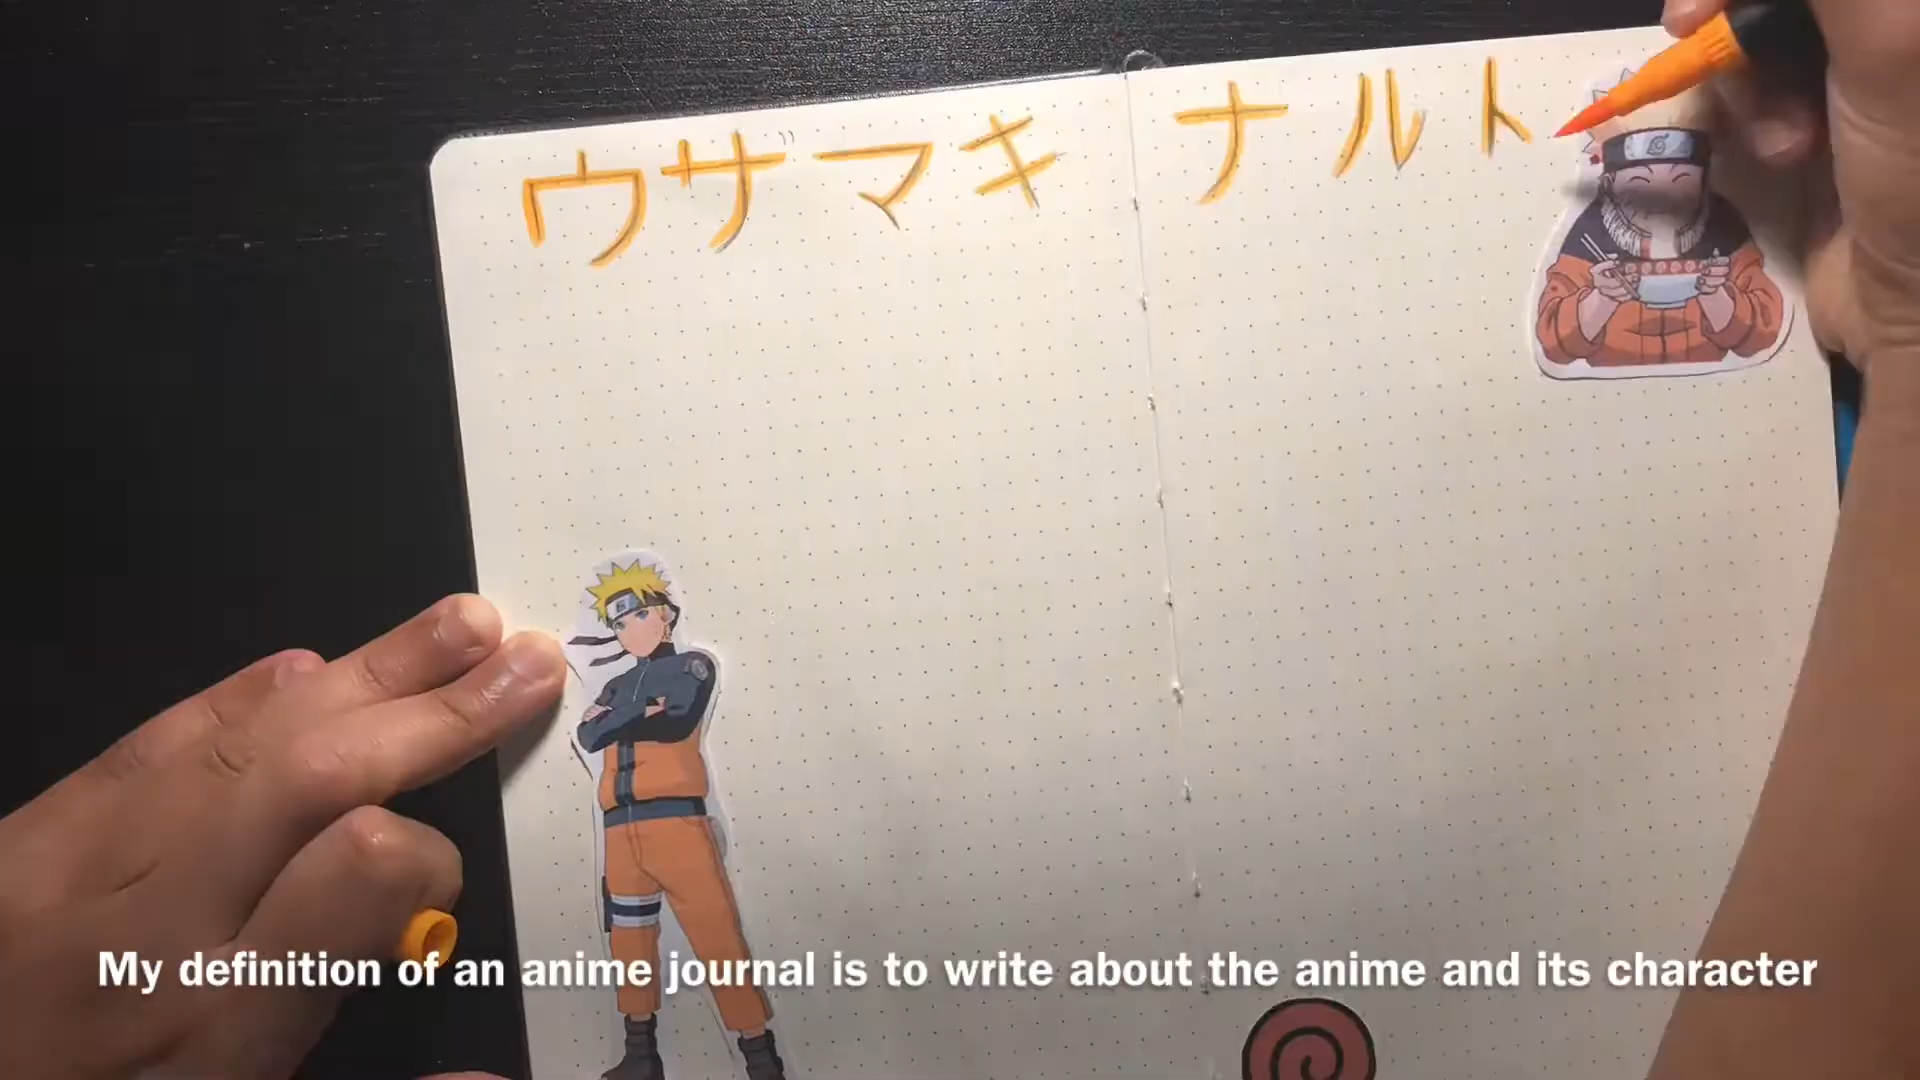 ウザマキ ナルト
My definition of an anime journal is to write about the anime and its character